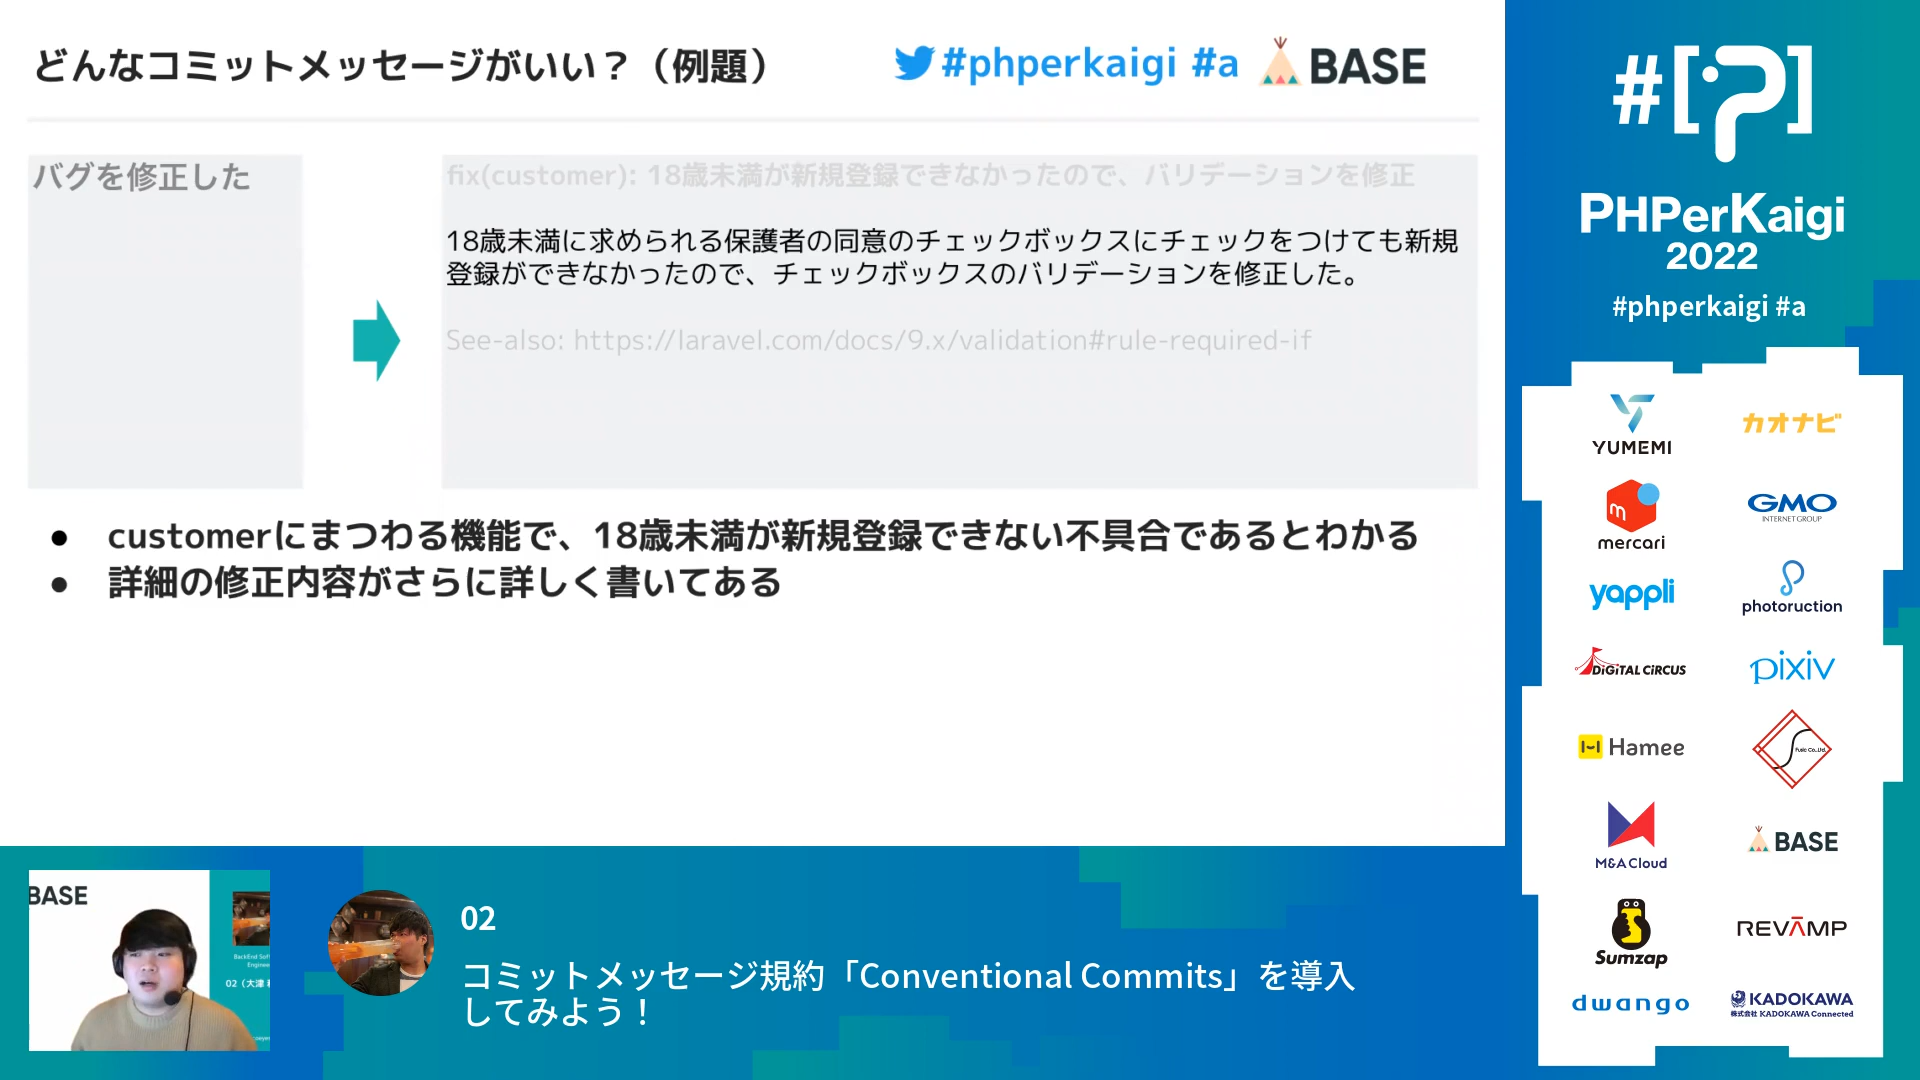 どんなコミットメッセージがいい？（例題）
#phperkaigi #a
BASE
バグを修正した
fix(customer): 18歳未満が新規登録できなかったので、バリデーションを修正
18歳未満に求められる保護者の同意のチェックボックスにチェックをつけても新規
登録ができなかったので、チェックボックスのバリデーションを修正した。
See-also: https://laravel.com/docs/9.x/validation#rule-required-if
● customerにまつわる機能で、18歳未満が新規登録できない不具合であるとわかる
● 詳細の修正内容がさらに詳しく書いてある
BASE
BackEnd Sof
Enginee
02（大津
02
コミットメッセージ規約「Conventional Commits」を導入
してみよう！
#[?]
PHPerKaigi
2022
#phperkaigi #a
YUMEMI
カオナビ
mercari
GMO
INTERNET GROUP
yappli
photoruction
DiGiTAL CiRCUS
pixiv
Hamee
Fusic Co.,Ltd.
M&A Cloud
BASE
Sumzap
REVAMP
dwango
KADOKAWA
株式会社 KADOKAWA Connected